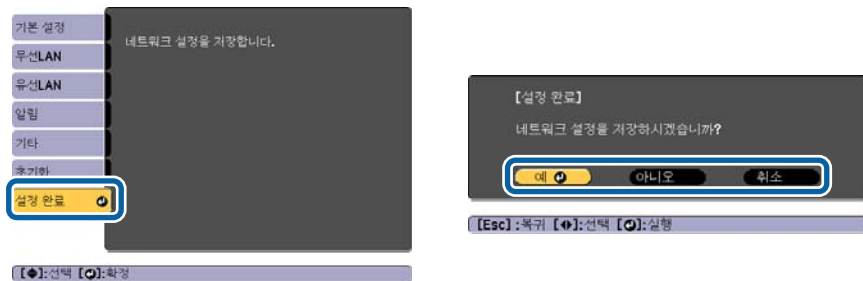 기본 설정
무선LAN
유선LAN
알림
기타
초기화
설정 완료
네트워크 설정을 저장합니다.
[◆]:선택 [↵]:확정
【설정 완료】
네트워크 설정을 저장하시겠습니까?
예 아니오 취소
[Esc] :복귀 [◆]:선택 [↵]:실행